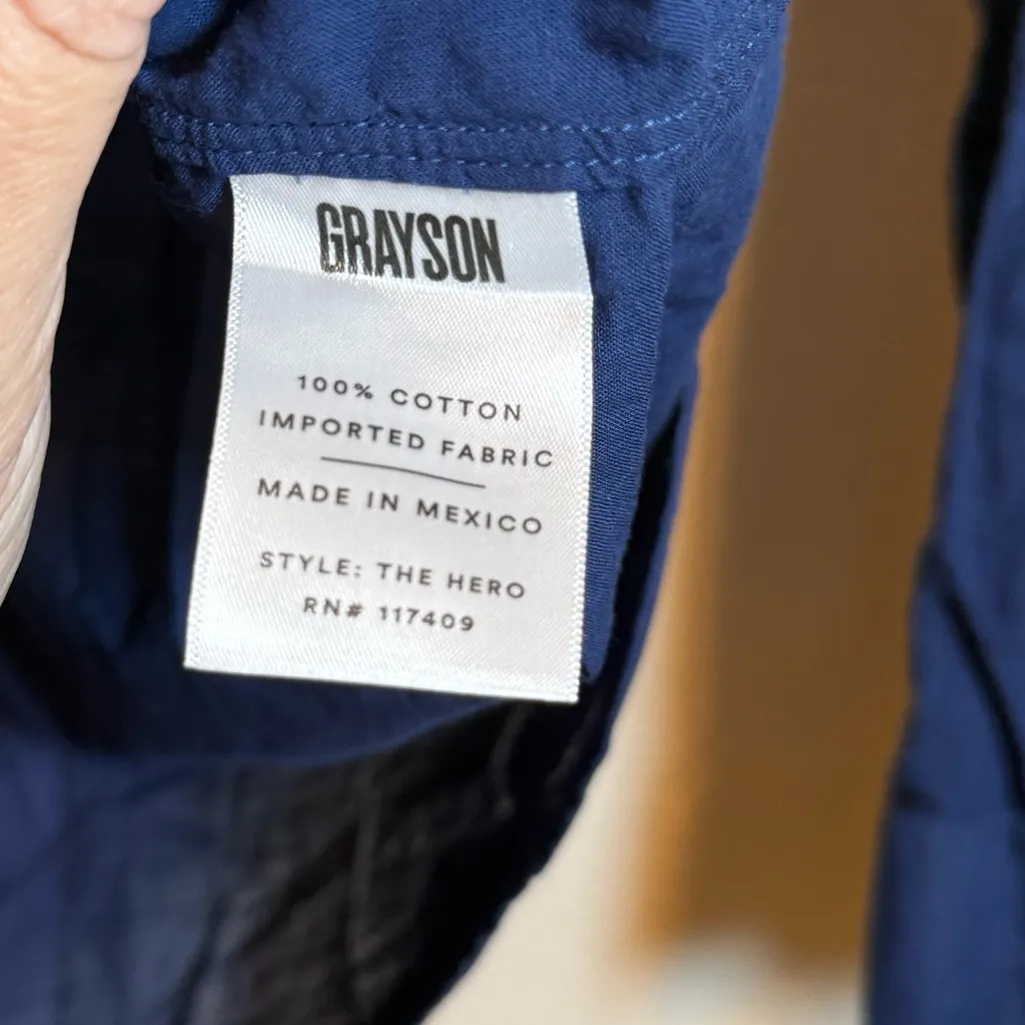 GRAYSON
100% COTTON
IMPORTED FABRIC
MADE IN MEXICO
STYLE: THE HERO
RN# 117409